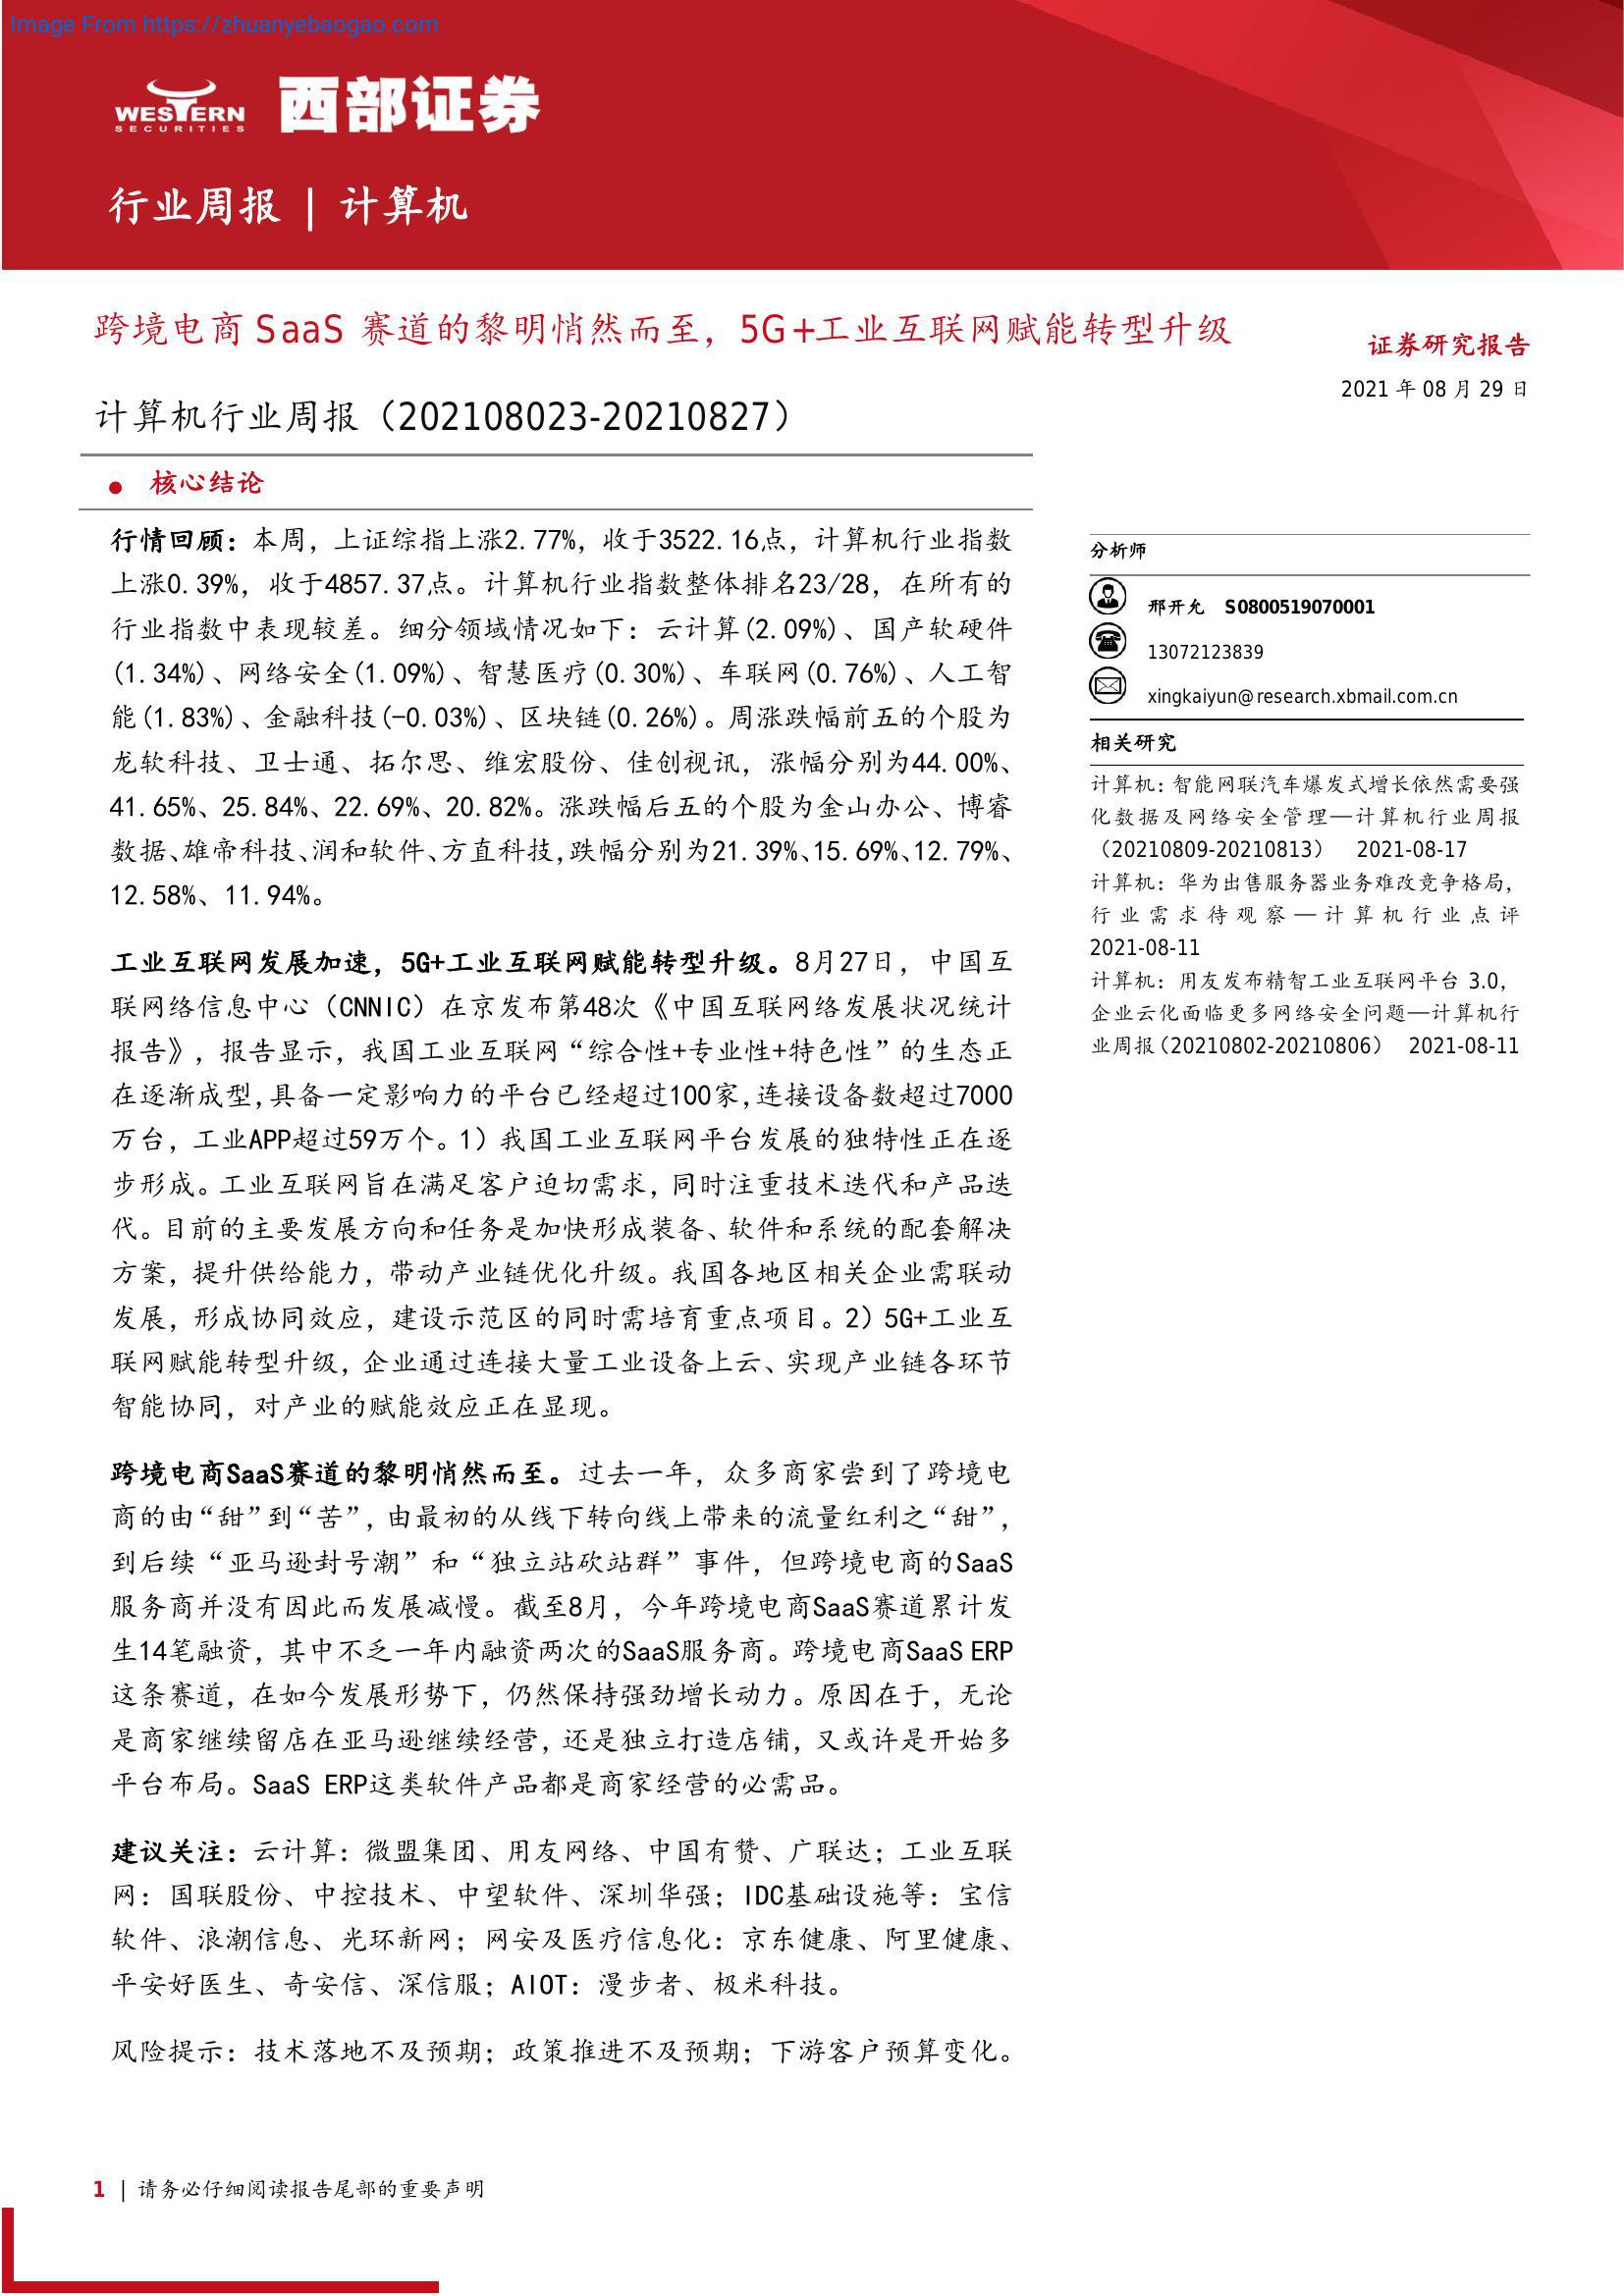 Image From https://zhuanyebaogao.com
WESTERN
SECURITIES
西部证券
行业周报 | 计算机
跨境电商 SaaS 赛道的黎明悄然而至，5G+工业互联网赋能转型升级
计算机行业周报（202108023-20210827）
证券研究报告
2021 年 08 月 29 日
● 核心结论
行情回顾：本周，上证综指上涨2.77%，收于3522.16点，计算机行业指数
上涨0.39%，收于4857.37点。计算机行业指数整体排名23/28，在所有的
行业指数中表现较差。细分领域情况如下：云计算(2.09%)、国产软硬件
(1.34%)、网络安全(1.09%)、智慧医疗(0.30%)、车联网(0.76%)、人工智
能(1.83%)、金融科技(-0.03%)、区块链(0.26%)。周涨跌幅前五的个股为
龙软科技、卫士通、拓尔思、维宏股份、佳创视讯，涨幅分别为44.00%、
41.65%、25.84%、22.69%、20.82%。涨跌幅后五的个股为金山办公、博睿
数据、雄帝科技、润和软件、方直科技，跌幅分别为21.39%、15.69%、12.79%、
12.58%、11.94%。
工业互联网发展加速，5G+工业互联网赋能转型升级。8月27日，中国互
联网络信息中心（CNNIC）在京发布第48次《中国互联网络发展状况统计
报告》，报告显示，我国工业互联网“综合性+专业性+特色性”的生态正
在逐渐成型，具备一定影响力的平台已经超过100家，连接设备数超过7000
万台，工业APP超过59万个。1）我国工业互联网平台发展的独特性正在逐
步形成。工业互联网旨在满足客户迫切需求，同时注重技术迭代和产品迭
代。目前的主要发展方向和任务是加快形成装备、软件和系统的配套解决
方案，提升供给能力，带动产业链优化升级。我国各地区相关企业需联动
发展，形成协同效应，建设示范区的同时需培育重点项目。2）5G+工业互
联网赋能转型升级，企业通过连接大量工业设备上云、实现产业链各环节
智能协同，对产业的赋能效应正在显现。
跨境电商SaaS赛道的黎明悄然而至。过去一年，众多商家尝到了跨境电
商的由“甜”到“苦”，由最初的从线下转向线上带来的流量红利之“甜”，
到后续“亚马逊封号潮”和“独立站砍站群”事件，但跨境电商的SaaS
服务商并没有因此而发展减慢。截至8月，今年跨境电商SaaS赛道累计发
生14笔融资，其中不乏一年内融资两次的SaaS服务商。跨境电商SaaS ERP
这条赛道，在如今发展形势下，仍然保持强劲增长动力。原因在于，无论
是商家继续留店在亚马逊继续经营，还是独立打造店铺，又或许是开始多
平台布局。SaaS ERP这类软件产品都是商家经营的必需品。
建议关注：云计算：微盟集团、用友网络、中国有赞、广联达；工业互联
网：国联股份、中控技术、中望软件、深圳华强；IDC基础设施等：宝信
软件、浪潮信息、光环新网；网安及医疗信息化：京东健康、阿里健康、
平安好医生、奇安信、深信服；AIOT：漫步者、极米科技。
风险提示：技术落地不及预期；政策推进不及预期；下游客户预算变化。
分析师
邢开允 S0800519070001
13072123839
xingkaiyun@research.xbmail.com.cn
相关研究
计算机：智能网联汽车爆发式增长依然需要强
化数据及网络安全管理—计算机行业周报
（20210809-20210813） 2021-08-17
计算机：华为出售服务器业务难改竞争格局，
行业需求待观察—计算机行业点评
2021-08-11
计算机：用友发布精智工业互联网平台 3.0，
企业云化面临更多网络安全问题—计算机行
业周报（20210802-20210806） 2021-08-11
1 | 请务必仔细阅读报告尾部的重要声明